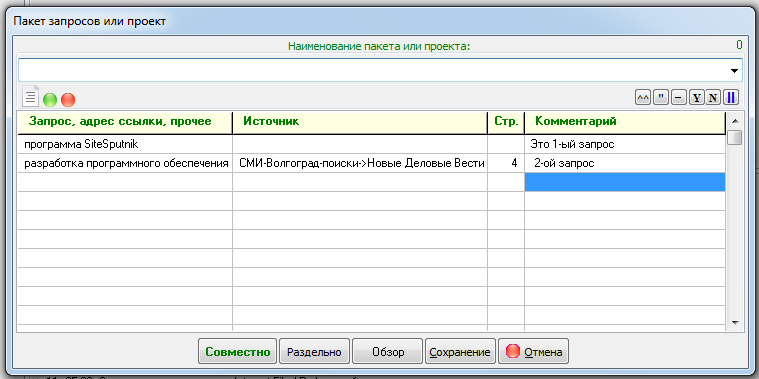 Пакет запросов или проект
Наименование пакета или проекта: 0
^^ " – Y N ||
Запрос, адрес ссылки, прочее Источник Стр. Комментарий
программа SiteSputnik Это 1-ый запрос
разработка программного обеспечения СМИ-Волгоград-поиски->Новые Деловые Вести 4 2-ой запрос
Совместно Раздельно Обзор Сохранение Отмена